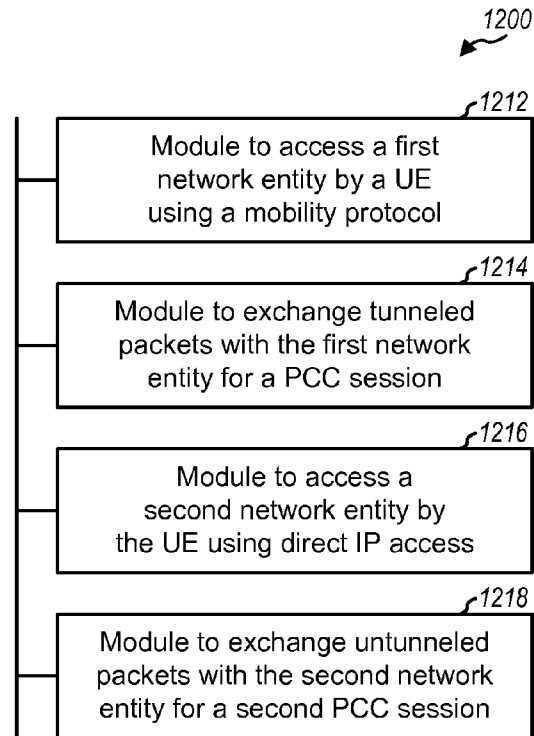 1200
1212
Module to access a first
network entity by a UE
using a mobility protocol
1214
Module to exchange tunneled
packets with the first network
entity for a PCC session
1216
Module to access a
second network entity by
the UE using direct IP access
1218
Module to exchange untunneled
packets with the second network
entity for a second PCC session